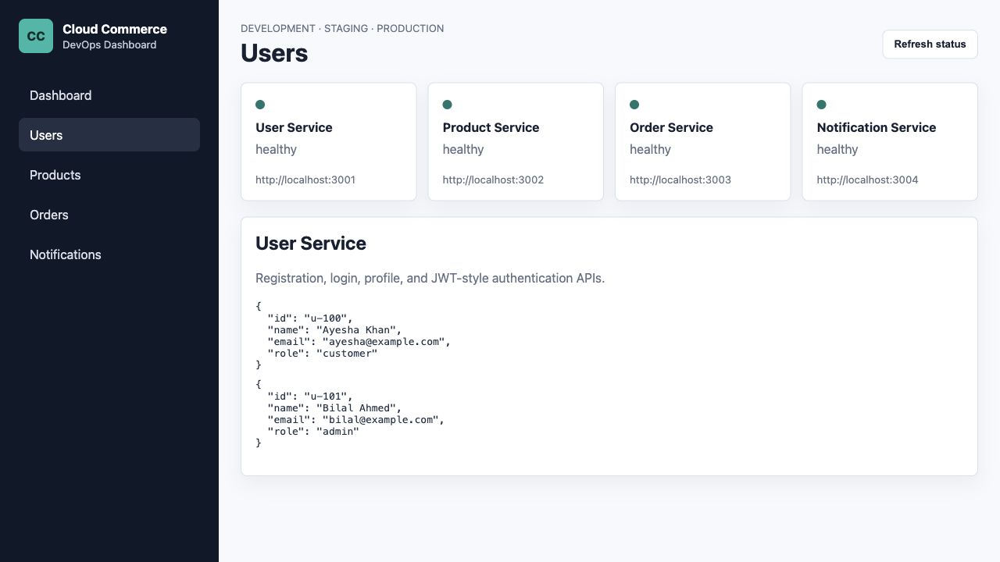 CC
Cloud Commerce
DevOps Dashboard
Dashboard
Users
Products
Orders
Notifications
DEVELOPMENT · STAGING · PRODUCTION
Users
Refresh status
User Service
healthy
http://localhost:3001
Product Service
healthy
http://localhost:3002
Order Service
healthy
http://localhost:3003
Notification Service
healthy
http://localhost:3004
User Service
Registration, login, profile, and JWT-style authentication APIs.
{
  "id": "u-100",
  "name": "Ayesha Khan",
  "email": "ayesha@example.com",
  "role": "customer"
}
{
  "id": "u-101",
  "name": "Bilal Ahmed",
  "email": "bilal@example.com",
  "role": "admin"
}